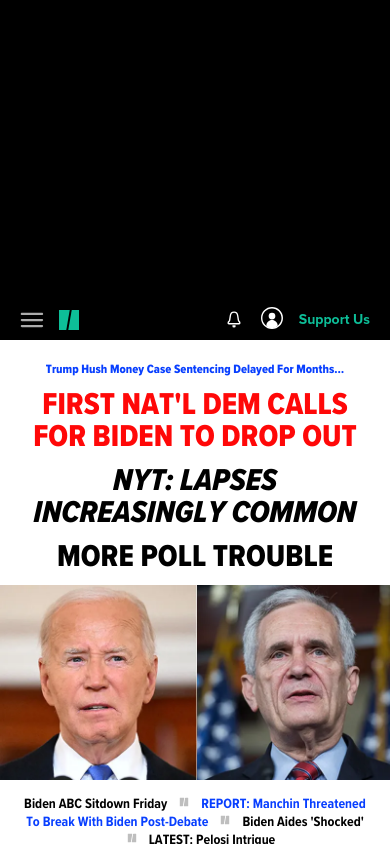 Support Us
Trump Hush Money Case Sentencing Delayed For Months...
FIRST NAT'L DEM CALLS
FOR BIDEN TO DROP OUT
NYT: LAPSES
INCREASINGLY COMMON
MORE POLL TROUBLE
Biden ABC Sitdown Friday REPORT: Manchin Threatened
To Break With Biden Post-Debate Biden Aides 'Shocked'
LATEST: Pelosi Intrigue